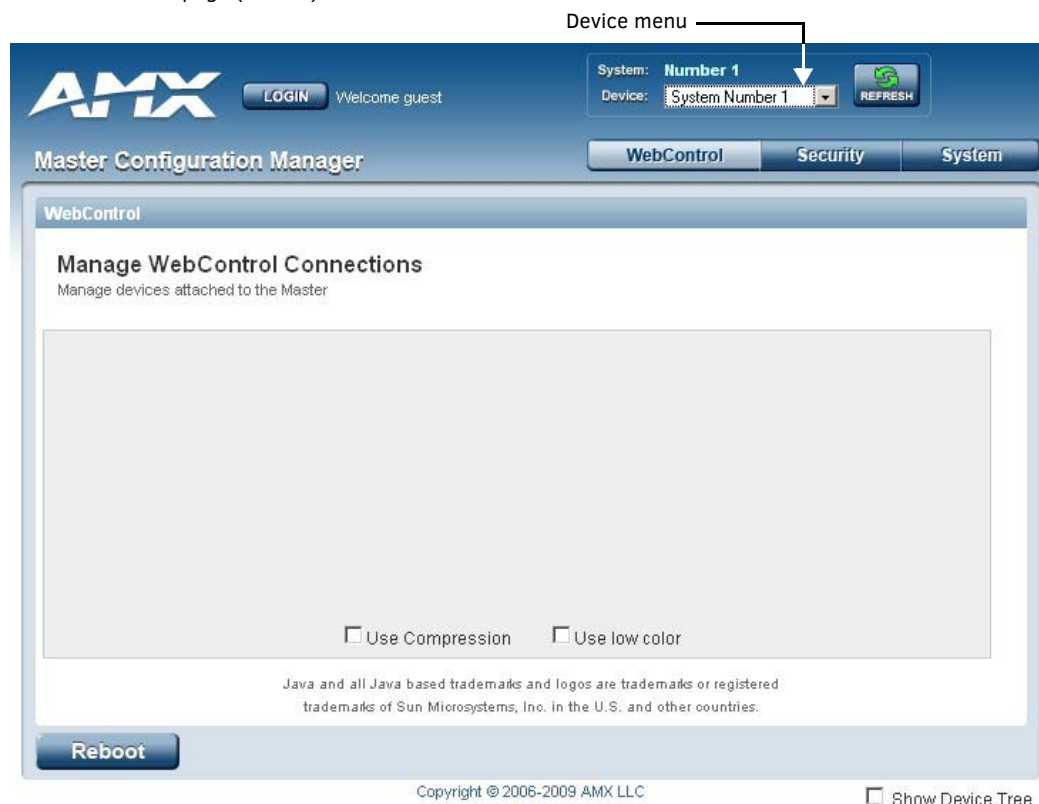 Device menu
AMX
LOGIN Welcome guest
System: Number 1
Device: System Number 1
REFRESH
Master Configuration Manager
WebControl Security System
WebControl
Manage WebControl Connections
Manage devices attached to the Master
Use Compression Use low color
Java and all Java based trademarks and logos are trademarks or registered
trademarks of Sun Microsystems, Inc. in the U.S. and other countries.
Reboot
Copyright © 2006-2009 AMX LLC
Show Device Tree